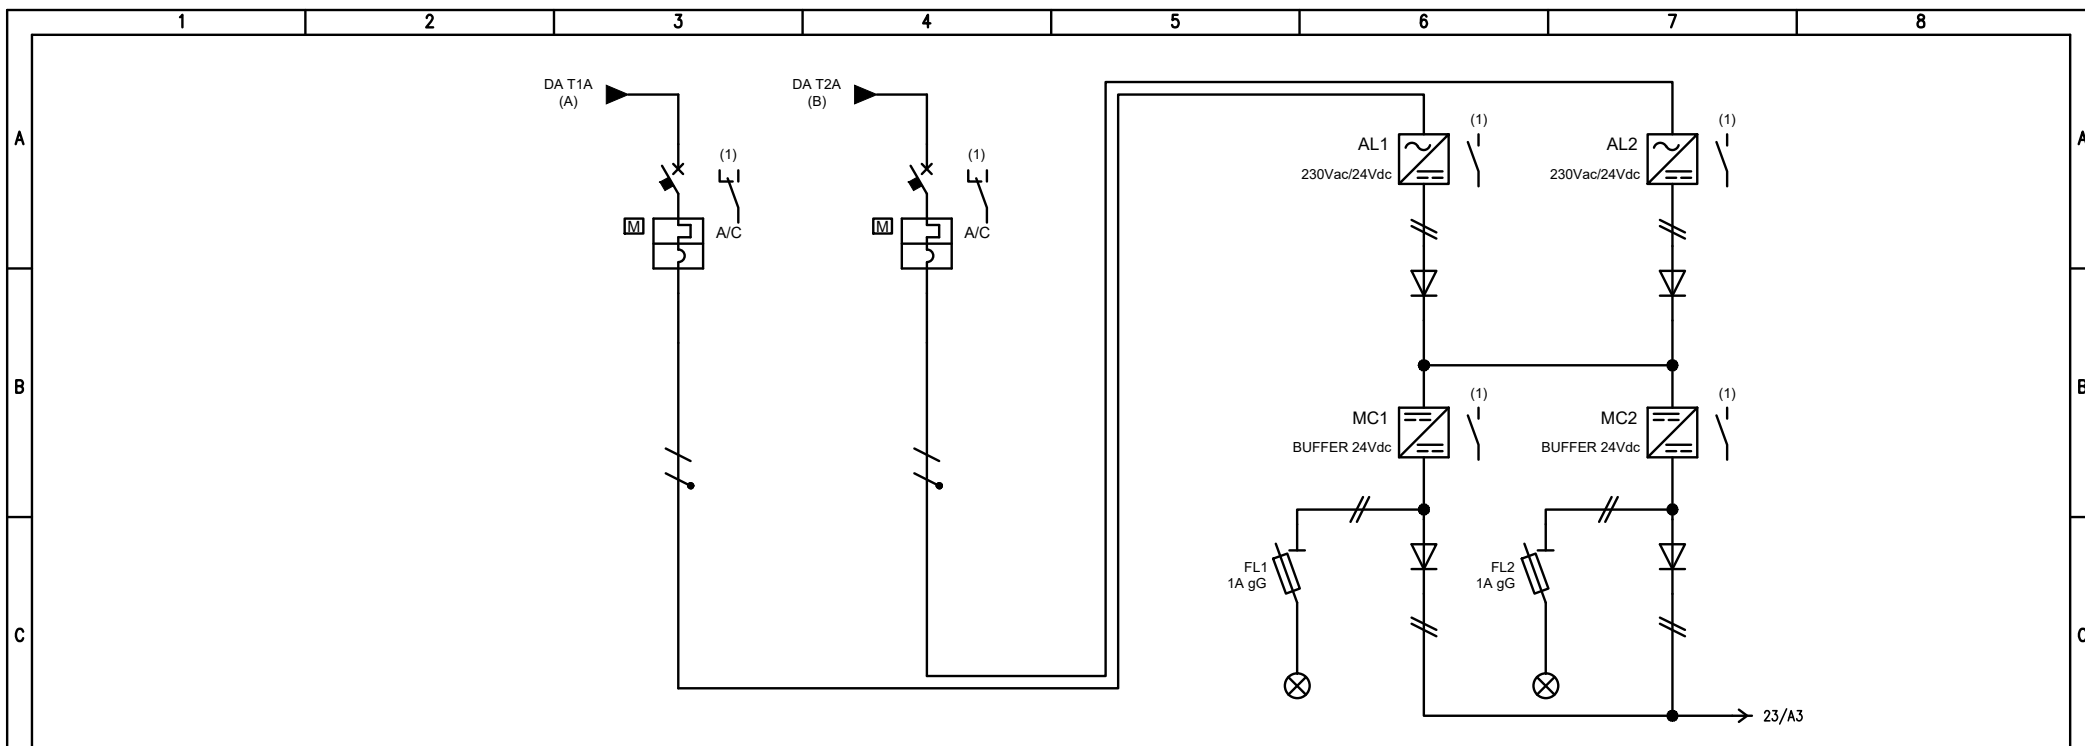 1 2 3 4 5 6 7 8
DA T1A
(A)
DA T2A
(B)
A
A
(1)
(1)
M
A/C
M
A/C
AL1
230Vac/24Vdc
(1)
AL2
230Vac/24Vdc
(1)
B
B
MC1
BUFFER 24Vdc
(1)
MC2
BUFFER 24Vdc
(1)
FL1
1A gG
FL2
1A gG
C
C
23/A3